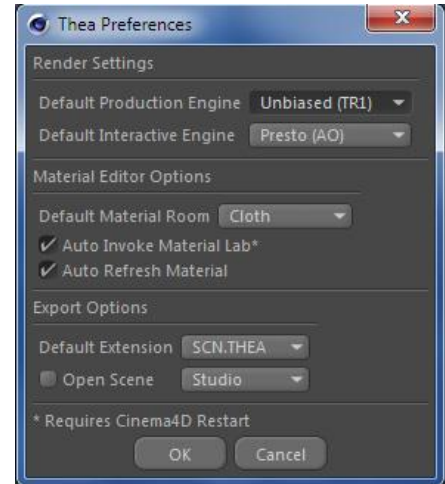 Thea Preferences
Render Settings
Default Production Engine Unbiased (TR1)
Default Interactive Engine Presto (AO)
Material Editor Options
Default Material Room Cloth
Auto Invoke Material Lab*
Auto Refresh Material
Export Options
Default Extension SCN.THEA
Open Scene Studio
* Requires Cinema4D Restart
OK Cancel